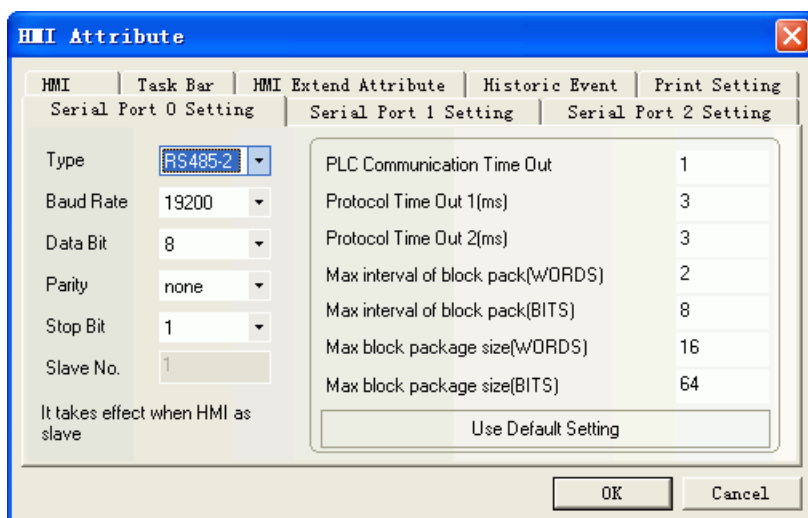 HMI Attribute
HMI
Task Bar
HMI Extend Attribute
Historic Event
Print Setting
Serial Port 0 Setting
Serial Port 1 Setting
Serial Port 2 Setting
Type
RS485-2
Baud Rate
19200
Data Bit
8
Parity
none
Stop Bit
1
Slave No.
1
It takes effect when HMI as
slave
PLC Communication Time Out
1
Protocol Time Out 1(ms)
3
Protocol Time Out 2(ms)
3
Max interval of block pack(WORDS)
2
Max interval of block pack(BITS)
8
Max block package size(WORDS)
16
Max block package size(BITS)
64
Use Default Setting
OK
Cancel